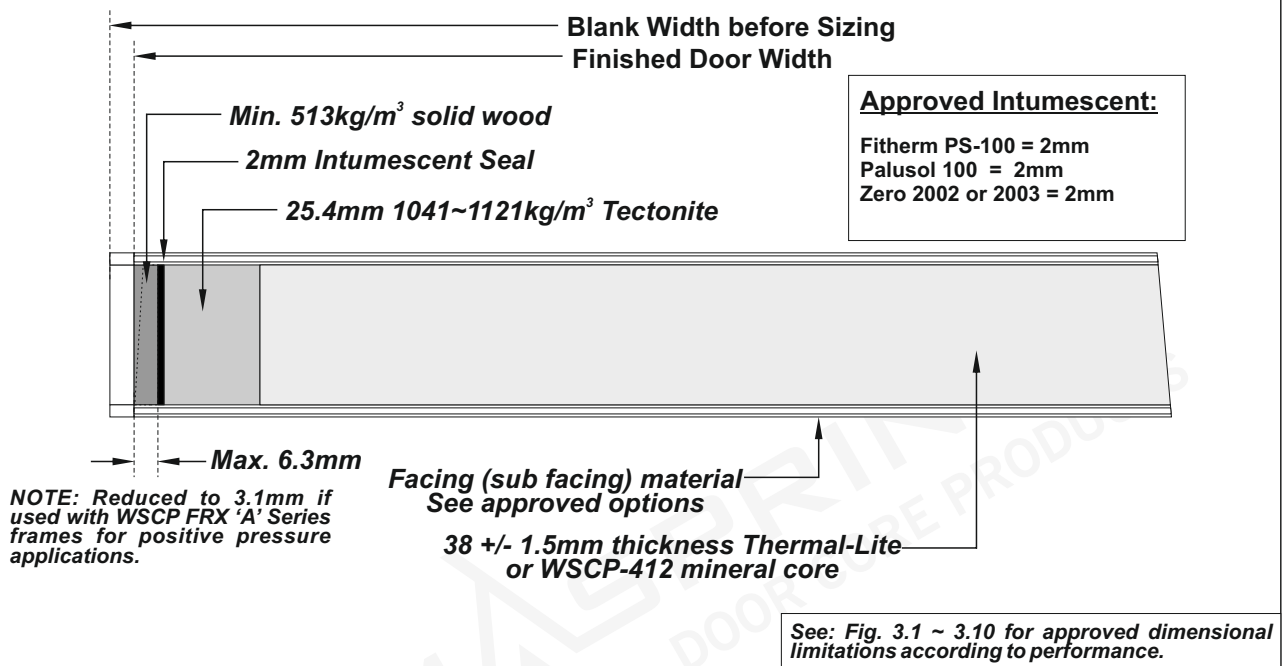 Blank Width before Sizing
Finished Door Width
Min. 513kg/m³ solid wood
2mm Intumescent Seal
25.4mm 1041~1121kg/m³ Tectonite
Approved Intumescent:
Fitherm PS-100 = 2mm
Palusol 100 = 2mm
Zero 2002 or 2003 = 2mm
Max. 6.3mm
NOTE: Reduced to 3.1mm if
used with WSCP FRX ‘A’ Series
frames for positive pressure
applications.
Facing (sub facing) material
See approved options
38 +/- 1.5mm thickness Thermal-Lite
or WSCP-412 mineral core
See: Fig. 3.1 ~ 3.10 for approved dimensional
limitations according to performance.
DOOR CORE PRODUCTS